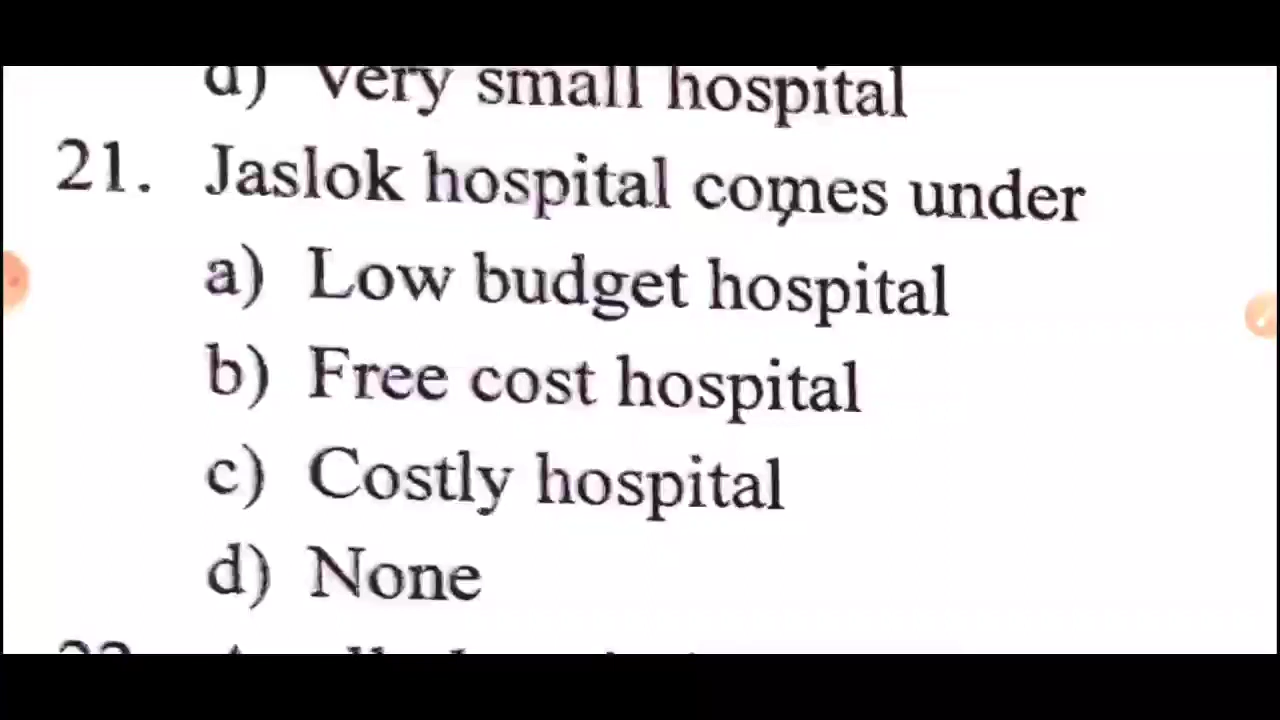 d) Very small hospital
21. Jaslok hospital comes under
a) Low budget hospital
b) Free cost hospital
c) Costly hospital
d) None